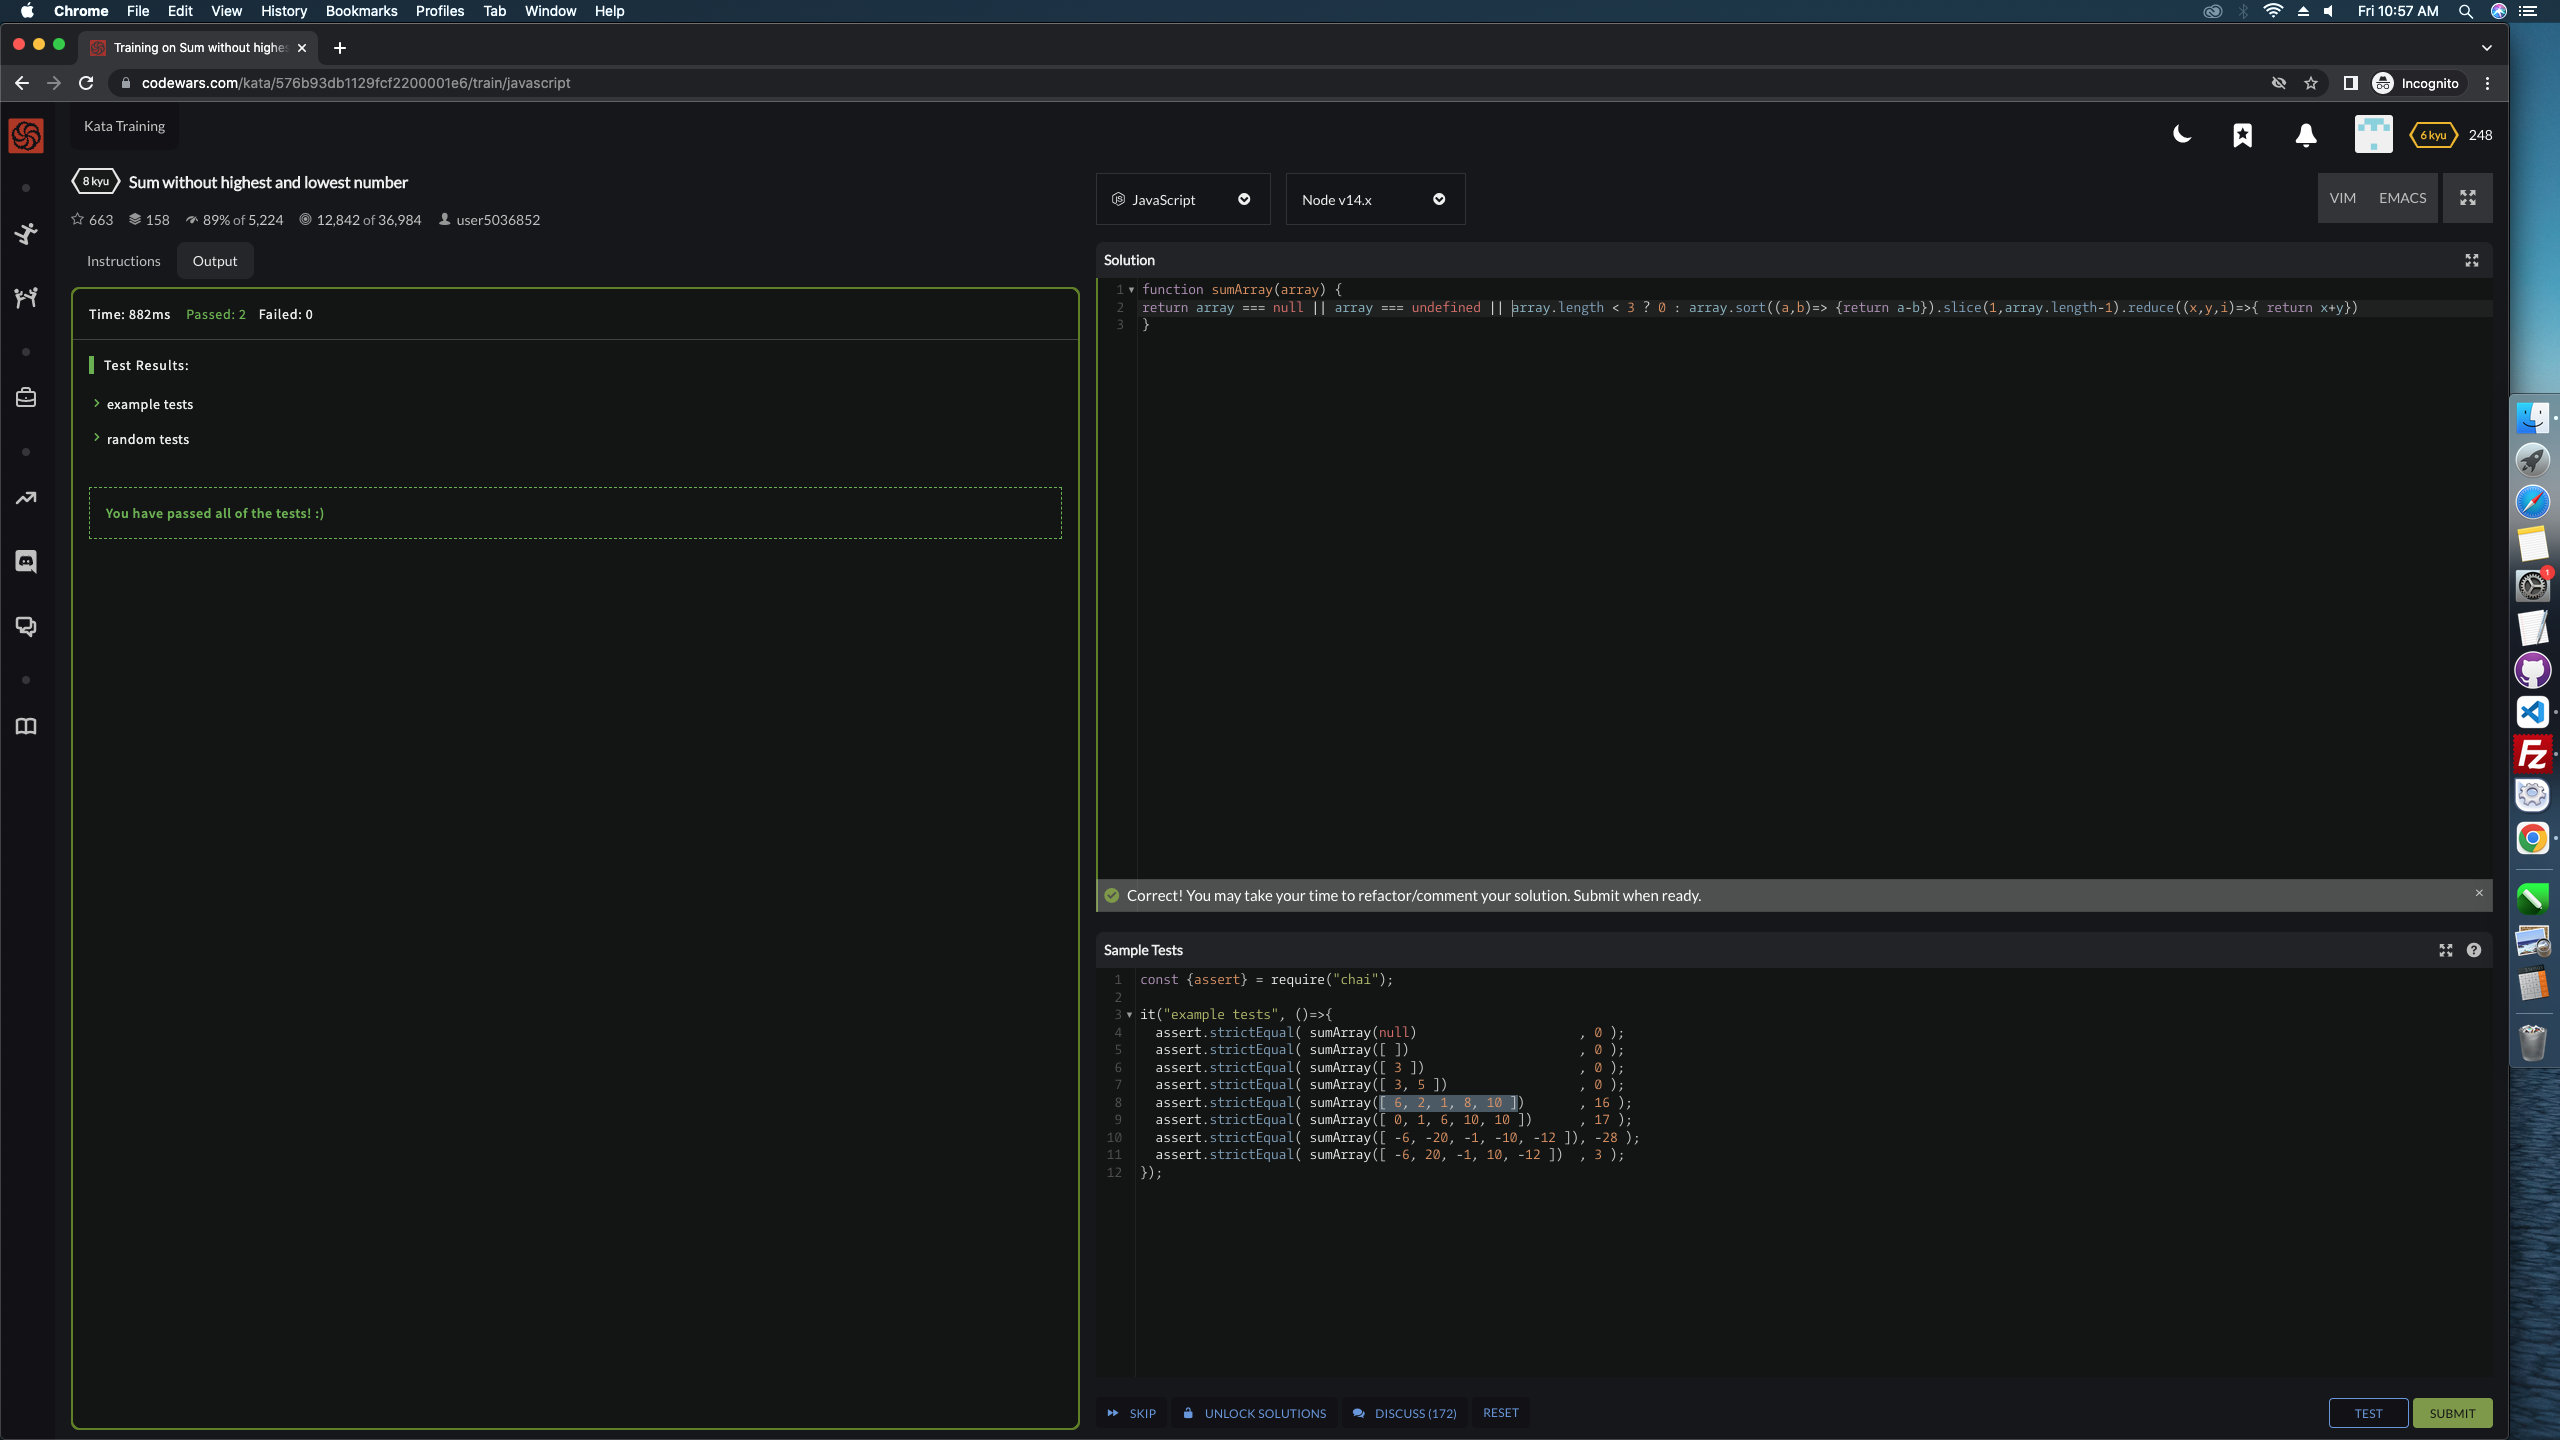 Chrome File Edit View History Bookmarks Profiles Tab Window Help
Fri 10:57 AM
Training on Sum without highes
codewars.com/kata/576b93db1129fcf2200001e6/train/javascript
Incognito
Kata Training
6 kyu 248
8 kyu Sum without highest and lowest number
663 158 89% of 5,224 12,842 of 36,984 user5036852
JavaScript
Node v14.x
VIM EMACS
Instructions Output
Time: 882ms Passed: 2 Failed: 0
Test Results:
example tests
random tests
You have passed all of the tests! :)
Solution
1 function sumArray(array) {
2 return array === null || array === undefined || array.length < 3 ? 0 : array.sort((a,b)=> {return a-b}).slice(1,array.length-1).reduce((x,y,i)=>{ return x+y})
3 }
Correct! You may take your time to refactor/comment your solution. Submit when ready.
Sample Tests
1 const {assert} = require("chai");
2
3 it("example tests", ()=>{
4 assert.strictEqual( sumArray(null) , 0 );
5 assert.strictEqual( sumArray([ ]) , 0 );
6 assert.strictEqual( sumArray([ 3 ]) , 0 );
7 assert.strictEqual( sumArray([ 3, 5 ]) , 0 );
8 assert.strictEqual( sumArray([ 6, 2, 1, 8, 10 ]) , 16 );
9 assert.strictEqual( sumArray([ 0, 1, 6, 10, 10 ]) , 17 );
10 assert.strictEqual( sumArray([ -6, -20, -1, -10, -12 ]), -28 );
11 assert.strictEqual( sumArray([ -6, 20, -1, 10, -12 ]) , 3 );
12 });
SKIP UNLOCK SOLUTIONS DISCUSS (172) RESET
TEST SUBMIT
1
Fz